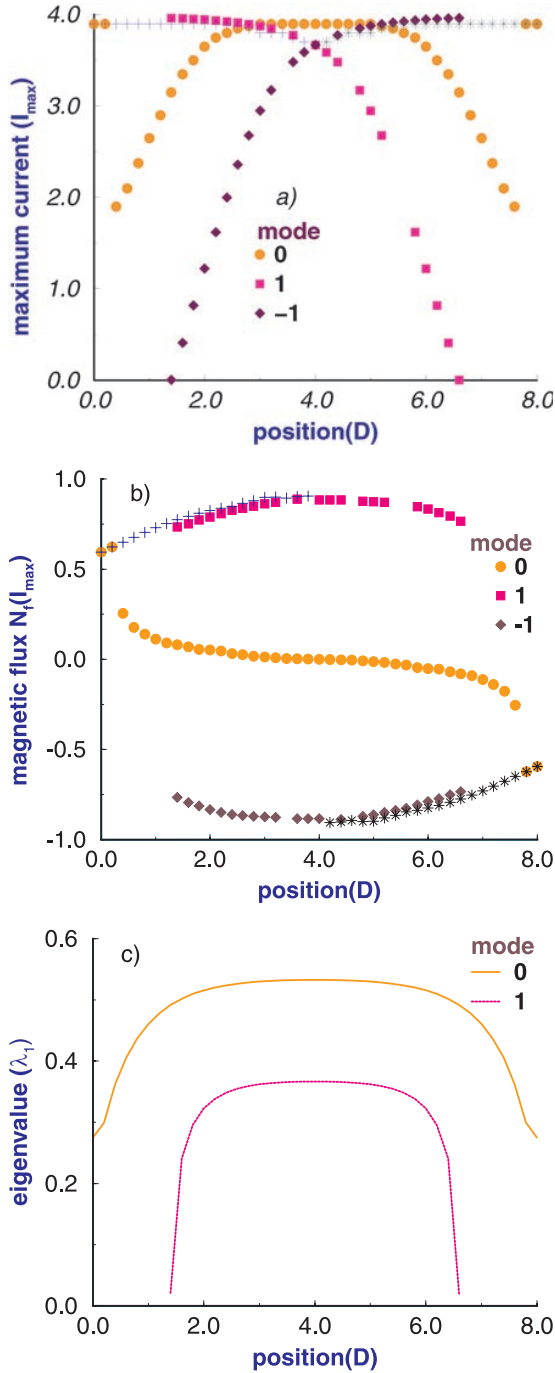 4.0
3.0
2.0
1.0
0.0
maximum current (I_max)
a)
mode
0
1
−1
0.0 2.0 4.0 6.0 8.0
position(D)
b)
1.0
0.5
0.0
-0.5
-1.0
magnetic flux N_f(I_max)
mode
0
1
-1
0.0 2.0 4.0 6.0 8.0
position(D)
c)
0.6
0.4
0.2
0.0
eigenvalue (λ_1)
mode
0
1
0.0 2.0 4.0 6.0 8.0
position(D)